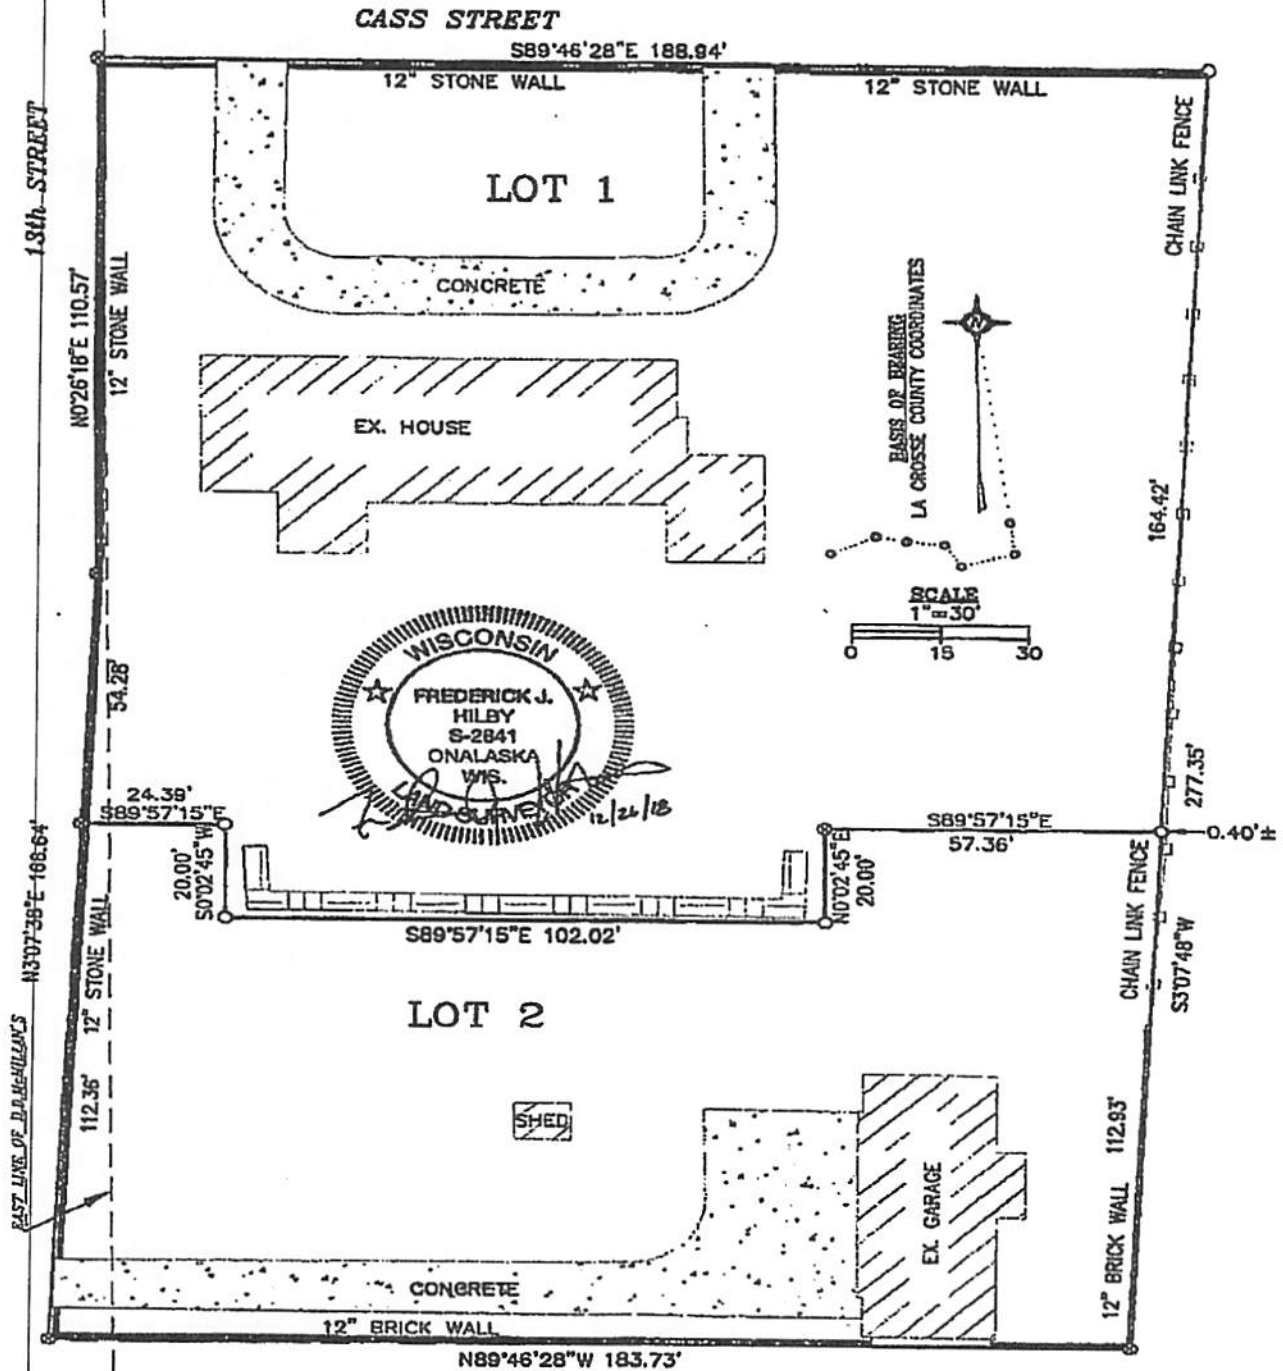 CASS STREET
S89°46'28"E 188.94'
12" STONE WALL
12" STONE WALL
13th STREET
N0°26'18"E 110.57'
12" STONE WALL
LOT 1
CHAIN LINK FENCE
CONCRETE
EX. HOUSE
BASIS OF BEARING
LA CROSSE COUNTY COORDINATES
N
164.42'
SCALE
1"=30'
0 15 30
WISCONSIN
FREDERICK J.
HILBY
S-2841
ONALASKA
WIS.
LAND SURVEYOR
12/26/18
54.28'
277.35'
24.39'
S89°57'15"E
20.00'
S0°02'45"W
S89°57'15"E 102.02'
N0°02'45"E
20.00'
S89°57'15"E
57.36'
0.40'±
N3°07'38"E 166.64'
12" STONE WALL
112.36'
CHAIN LINK FENCE
S3°07'48"W
LOT 2
EAST LINE OF D.D. McMILLAN'S
SHED
EX. GARAGE
12" BRICK WALL 112.93'
CONCRETE
12" BRICK WALL
N89°46'28"W 183.73'